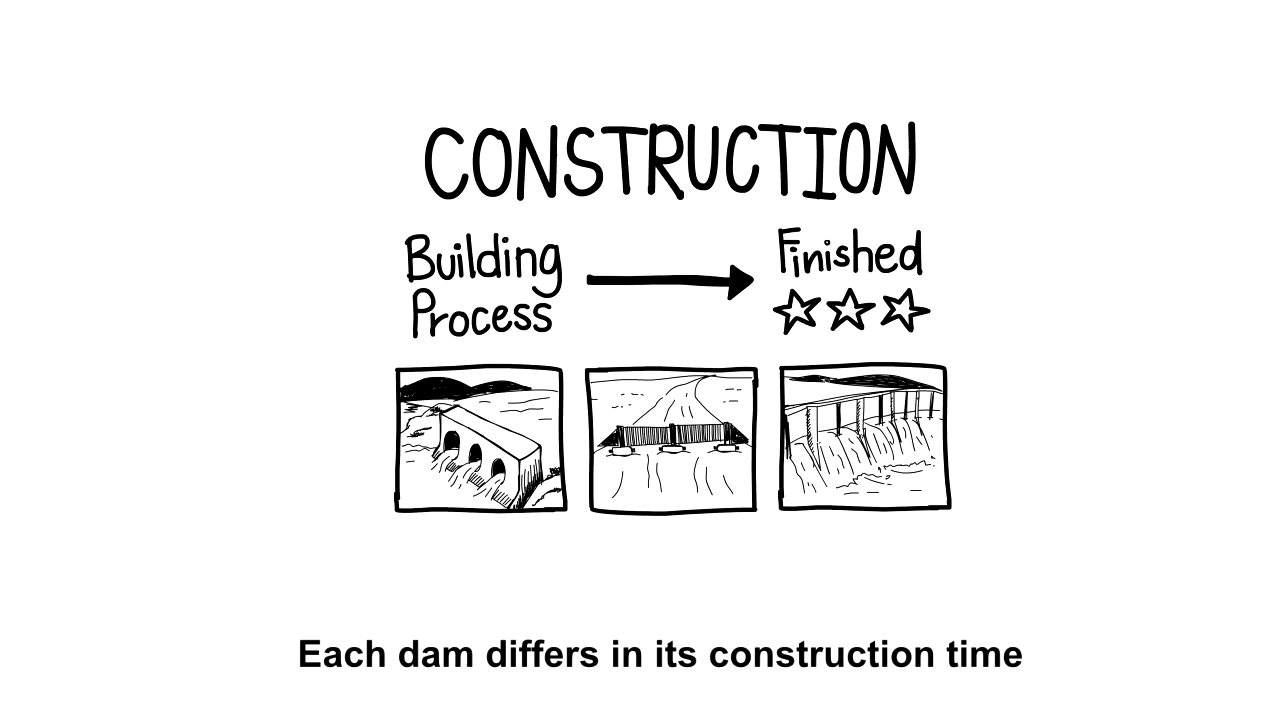 CONSTRUCTION
Building Process
Finished
Each dam differs in its construction time